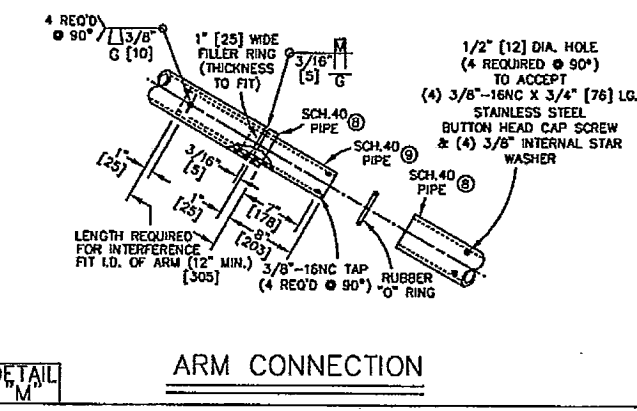 4 REQ'D
@ 90°
3/8"
G [10]
1" [25] WIDE
FILLER RING
(THICKNESS
TO FIT)
M
3/16"
[5] G
SCH.40
PIPE 8
SCH.40
PIPE 9
SCH.40
PIPE 8
1/2" [12] DIA. HOLE
(4 REQUIRED @ 90°)
TO ACCEPT
(4) 3/8"-16NC X 3/4" [76] LG.
STAINLESS STEEL
BUTTON HEAD CAP SCREW
& (4) 3/8" INTERNAL STAR
WASHER
1"
[25]
3/16"
[5]
1"
[25]
7"
[178]
8"
[203]
LENGTH REQUIRED
FOR INTERFERENCE
FIT I.D. OF ARM (12" MIN.)
[305]
3/8"-16NC TAP
(4 REQ'D @ 90°)
RUBBER
"O" RING
DETAIL
"M"
ARM CONNECTION